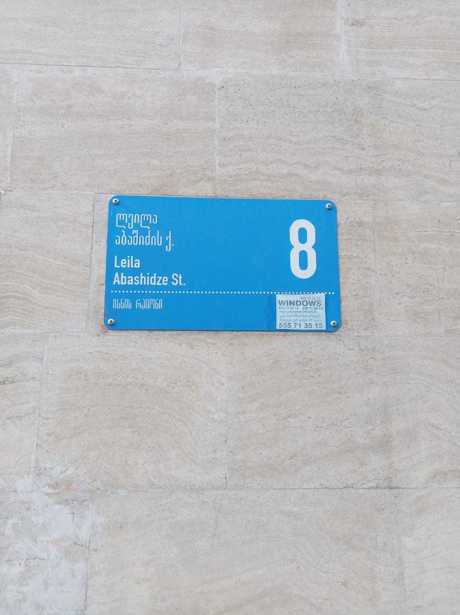 ლეილა
აბაშიძის ქ.
8
Leila
Abashidze St.
ისნის რაიონი
WINDOWS
555 71 35 15